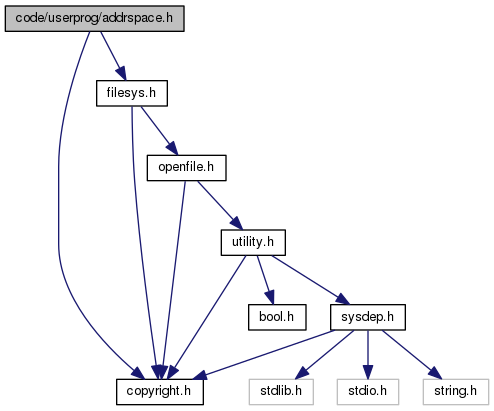 code/userprog/addrspace.h
filesys.h
openfile.h
utility.h
bool.h
sysdep.h
copyright.h
stdlib.h
stdio.h
string.h